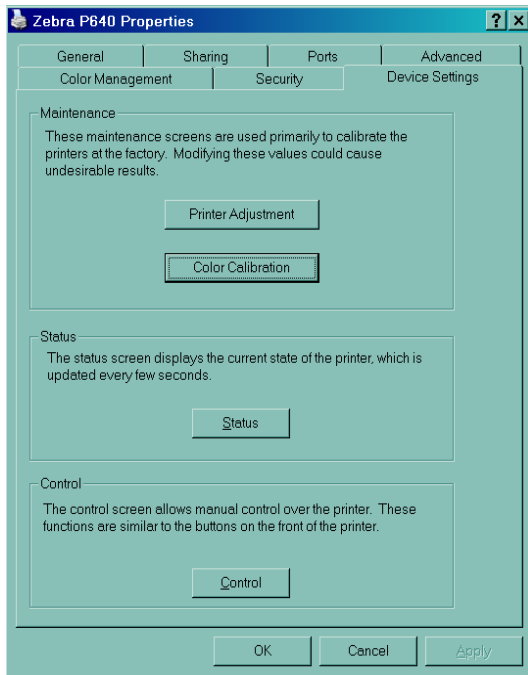 Zebra P640 Properties
General Sharing Ports Advanced
Color Management Security Device Settings
Maintenance
These maintenance screens are used primarily to calibrate the
printers at the factory. Modifying these values could cause
undesirable results.
Printer Adjustment
Color Calibration
Status
The status screen displays the current state of the printer, which is
updated every few seconds.
Status
Control
The control screen allows manual control over the printer. These
functions are similar to the buttons on the front of the printer.
Control
OK Cancel Apply